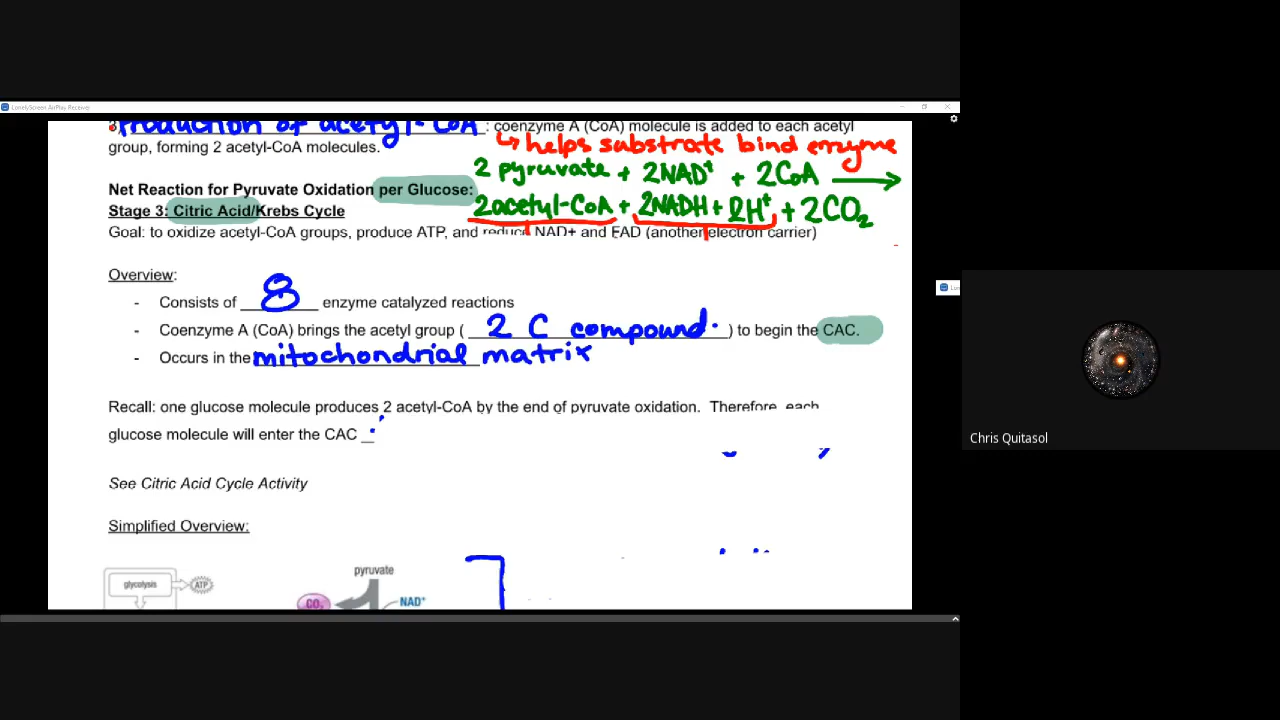 LonelyScreen AirPlay Receiver
Production of acetyl-CoA: coenzyme A (CoA) molecule is added to each acetyl
group, forming 2 acetyl-CoA molecules.
↳ helps substrate bind enzyme
2 pyruvate + 2NAD⁺ + 2CoA →
Net Reaction for Pyruvate Oxidation per Glucose:
2acetyl-CoA + 2NADH + 2H⁺ + 2CO₂
Stage 3: Citric Acid/Krebs Cycle
Goal: to oxidize acetyl-CoA groups, produce ATP, and reduce NAD+ and FAD (another electron carrier)
Overview:
- Consists of 8 enzyme catalyzed reactions
- Coenzyme A (CoA) brings the acetyl group ( 2 C compound ) to begin the CAC.
- Occurs in the mitochondrial matrix
Recall: one glucose molecule produces 2 acetyl-CoA by the end of pyruvate oxidation. Therefore, each
glucose molecule will enter the CAC __
Chris Quitasol
See Citric Acid Cycle Activity
Simplified Overview:
pyruvate
glycolysis ATP
CO₂ NAD⁺